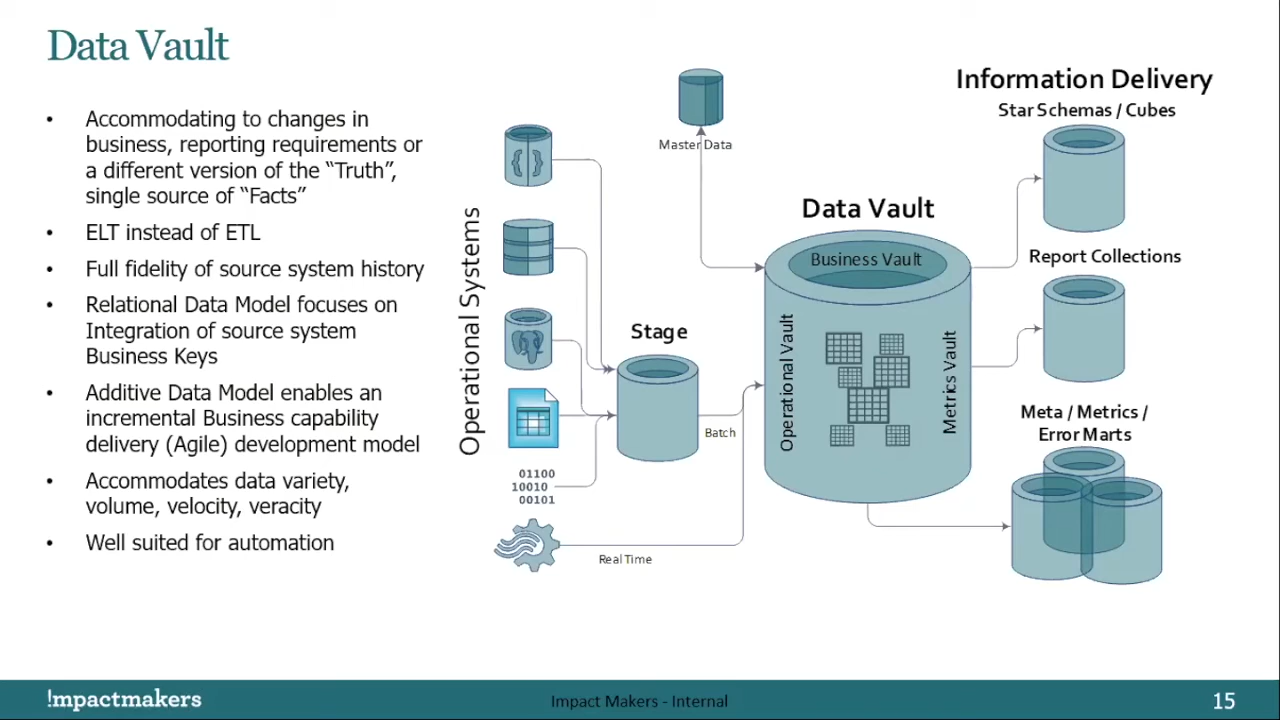 Data Vault
• Accommodating to changes in
business, reporting requirements or
a different version of the “Truth”,
single source of “Facts”
• ELT instead of ETL
• Full fidelity of source system history
• Relational Data Model focuses on
Integration of source system
Business Keys
• Additive Data Model enables an
incremental Business capability
delivery (Agile) development model
• Accommodates data variety,
volume, velocity, veracity
• Well suited for automation
Operational Systems
01100
10010
00101
Stage
Batch
Real Time
Master Data
Data Vault
Business Vault
Operational Vault
Metrics Vault
Information Delivery
Star Schemas / Cubes
Report Collections
Meta / Metrics /
Error Marts
!mpactmakers
Impact Makers - Internal
15